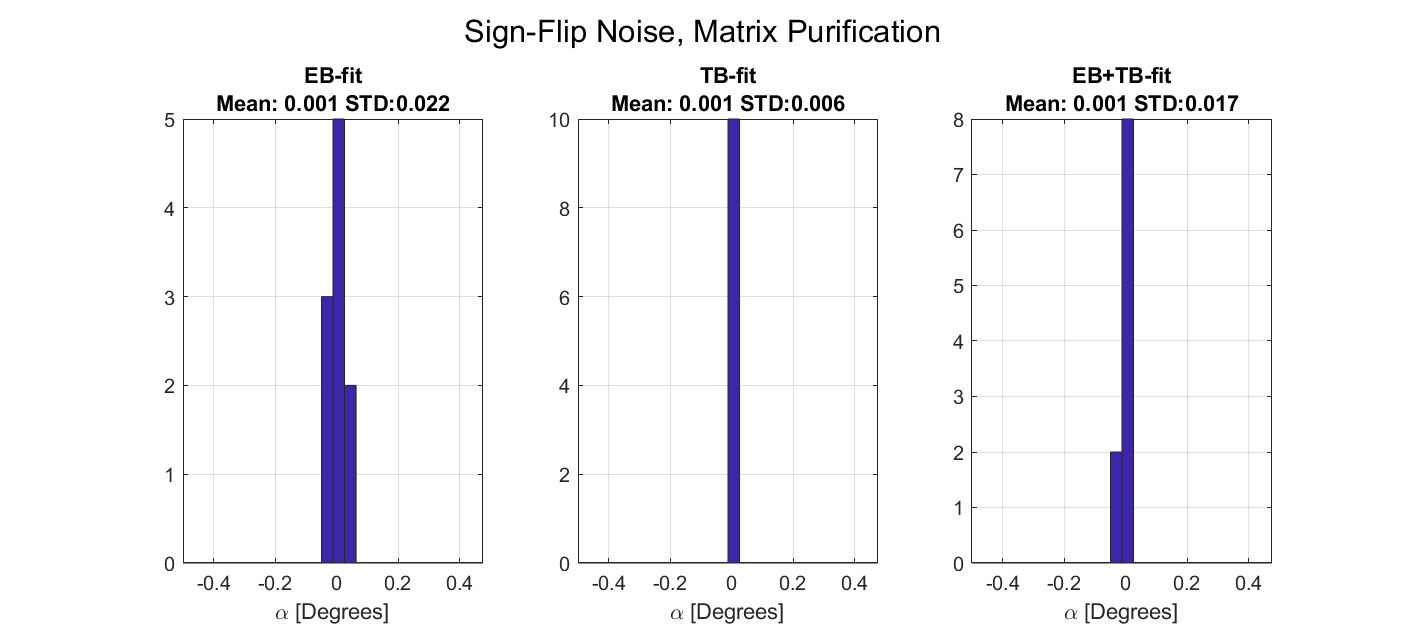 Sign-Flip Noise, Matrix Purification
EB-fit
Mean: 0.001 STD:0.022
5
4
3
2
1
0
-0.4 -0.2 0 0.2 0.4
α [Degrees]
TB-fit
Mean: 0.001 STD:0.006
10
8
6
4
2
0
-0.4 -0.2 0 0.2 0.4
α [Degrees]
EB+TB-fit
Mean: 0.001 STD:0.017
8
7
6
5
4
3
2
1
0
-0.4 -0.2 0 0.2 0.4
α [Degrees]